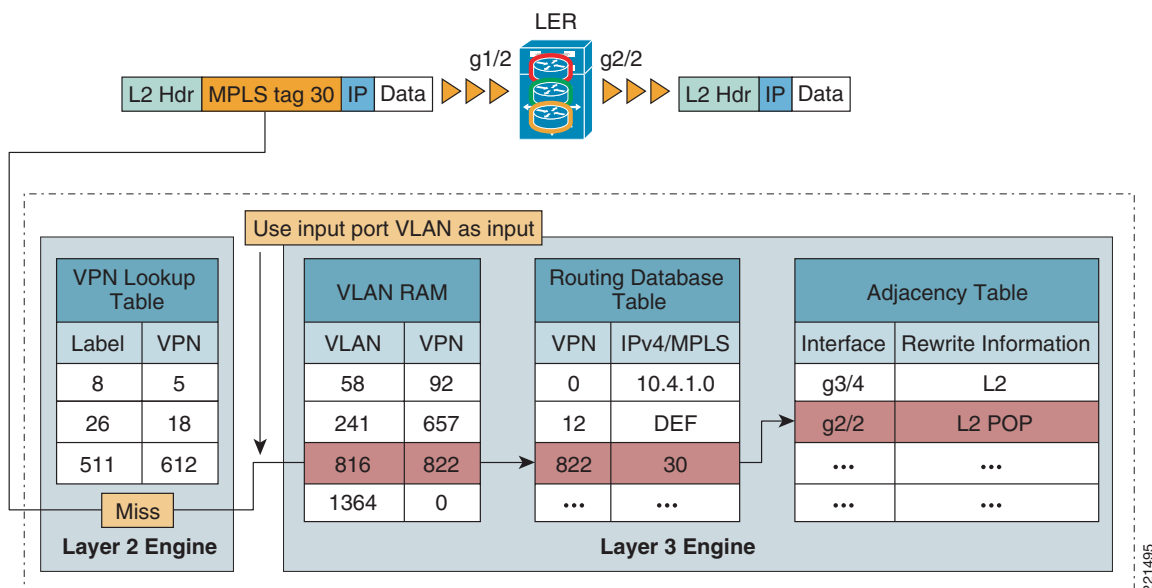 LER
g1/2
g2/2
L2 Hdr MPLS tag 30 IP Data
L2 Hdr IP Data
Use input port VLAN as input
VPN Lookup
Table
Label VPN
8 5
26 18
511 612
Miss
Layer 2 Engine
VLAN RAM
VLAN VPN
58 92
241 657
816 822
1364 0
Routing Database
Table
VPN IPv4/MPLS
0 10.4.1.0
12 DEF
822 30
... ...
Adjacency Table
Interface Rewrite Information
g3/4 L2
g2/2 L2 POP
... ...
... ...
Layer 3 Engine
221495